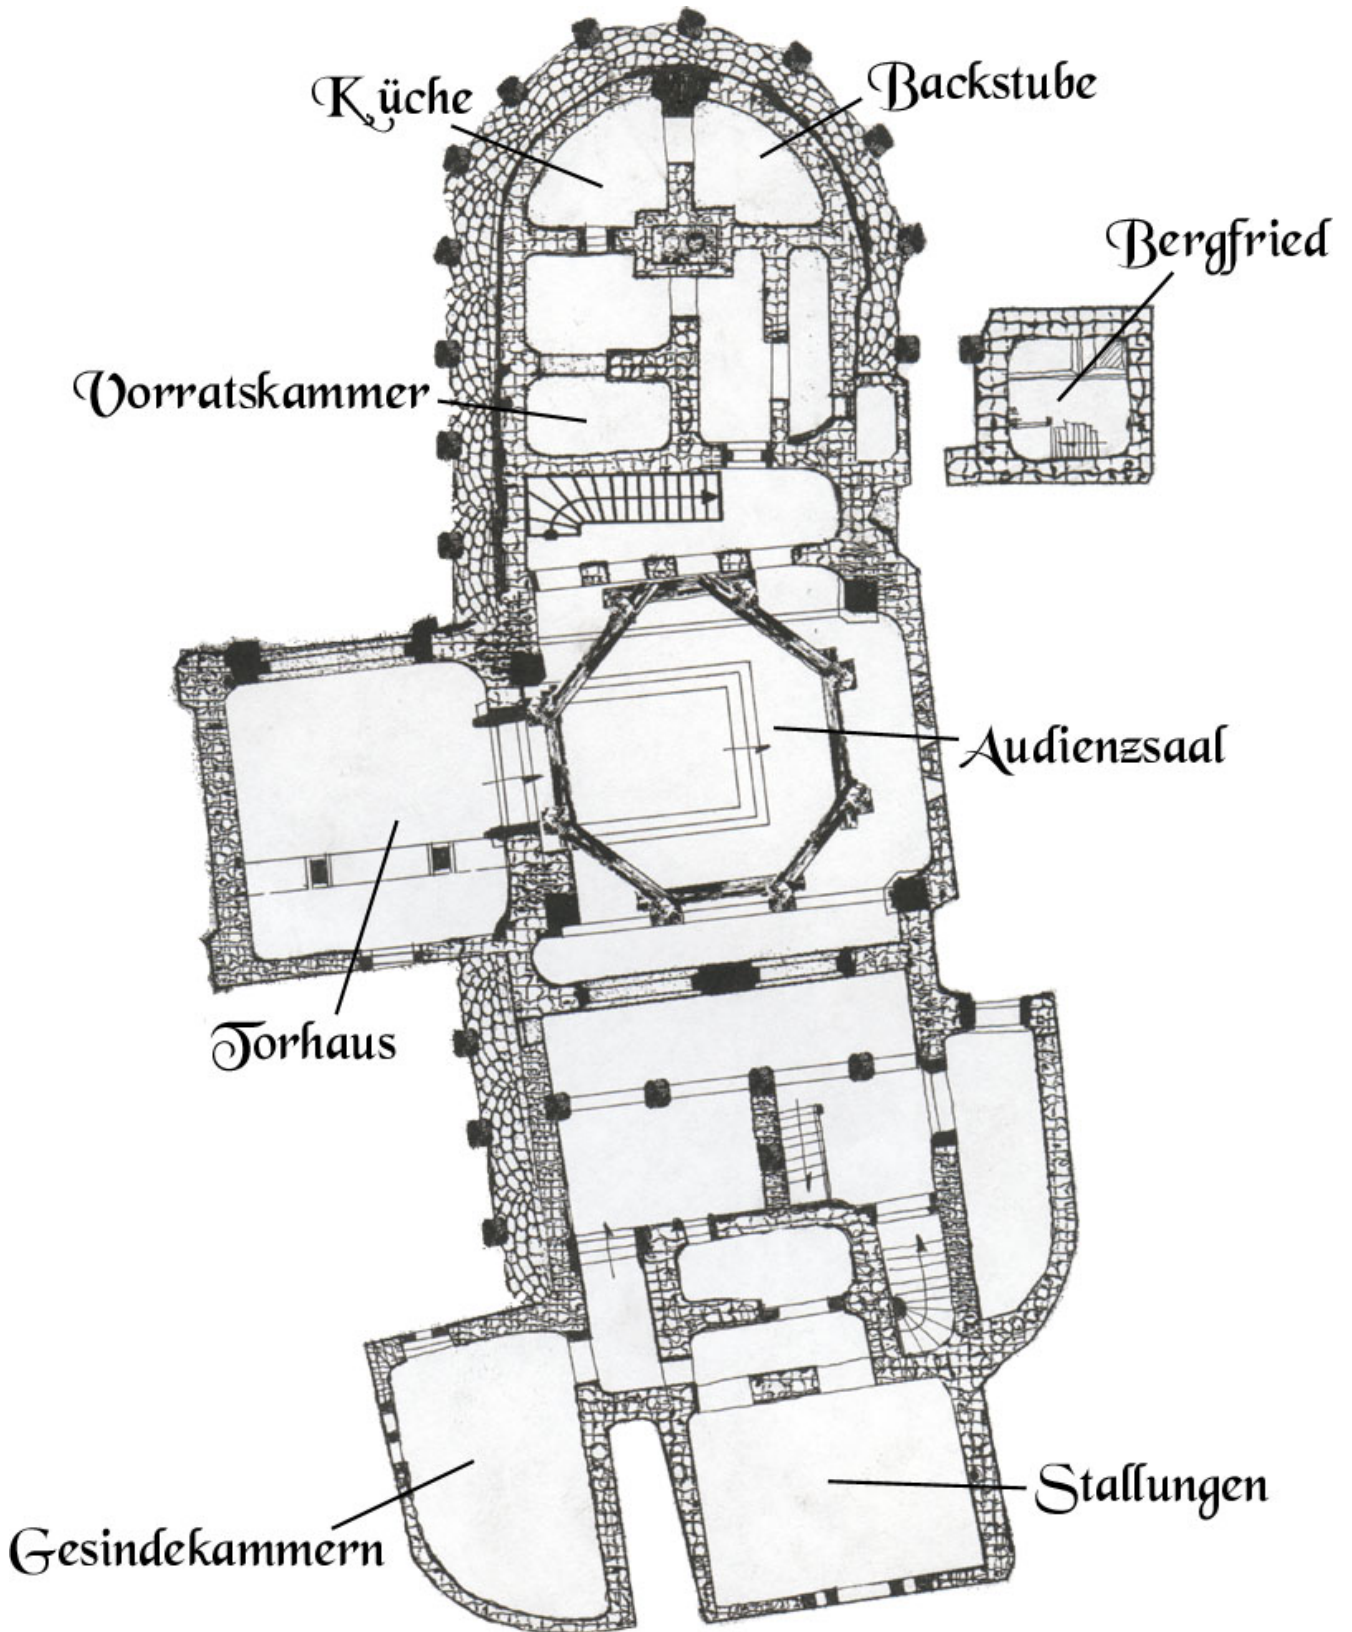 Küche
Backstube
Bergfried
Vorratskammer
Audienzsaal
Torhaus
Stallungen
Gesindekammern